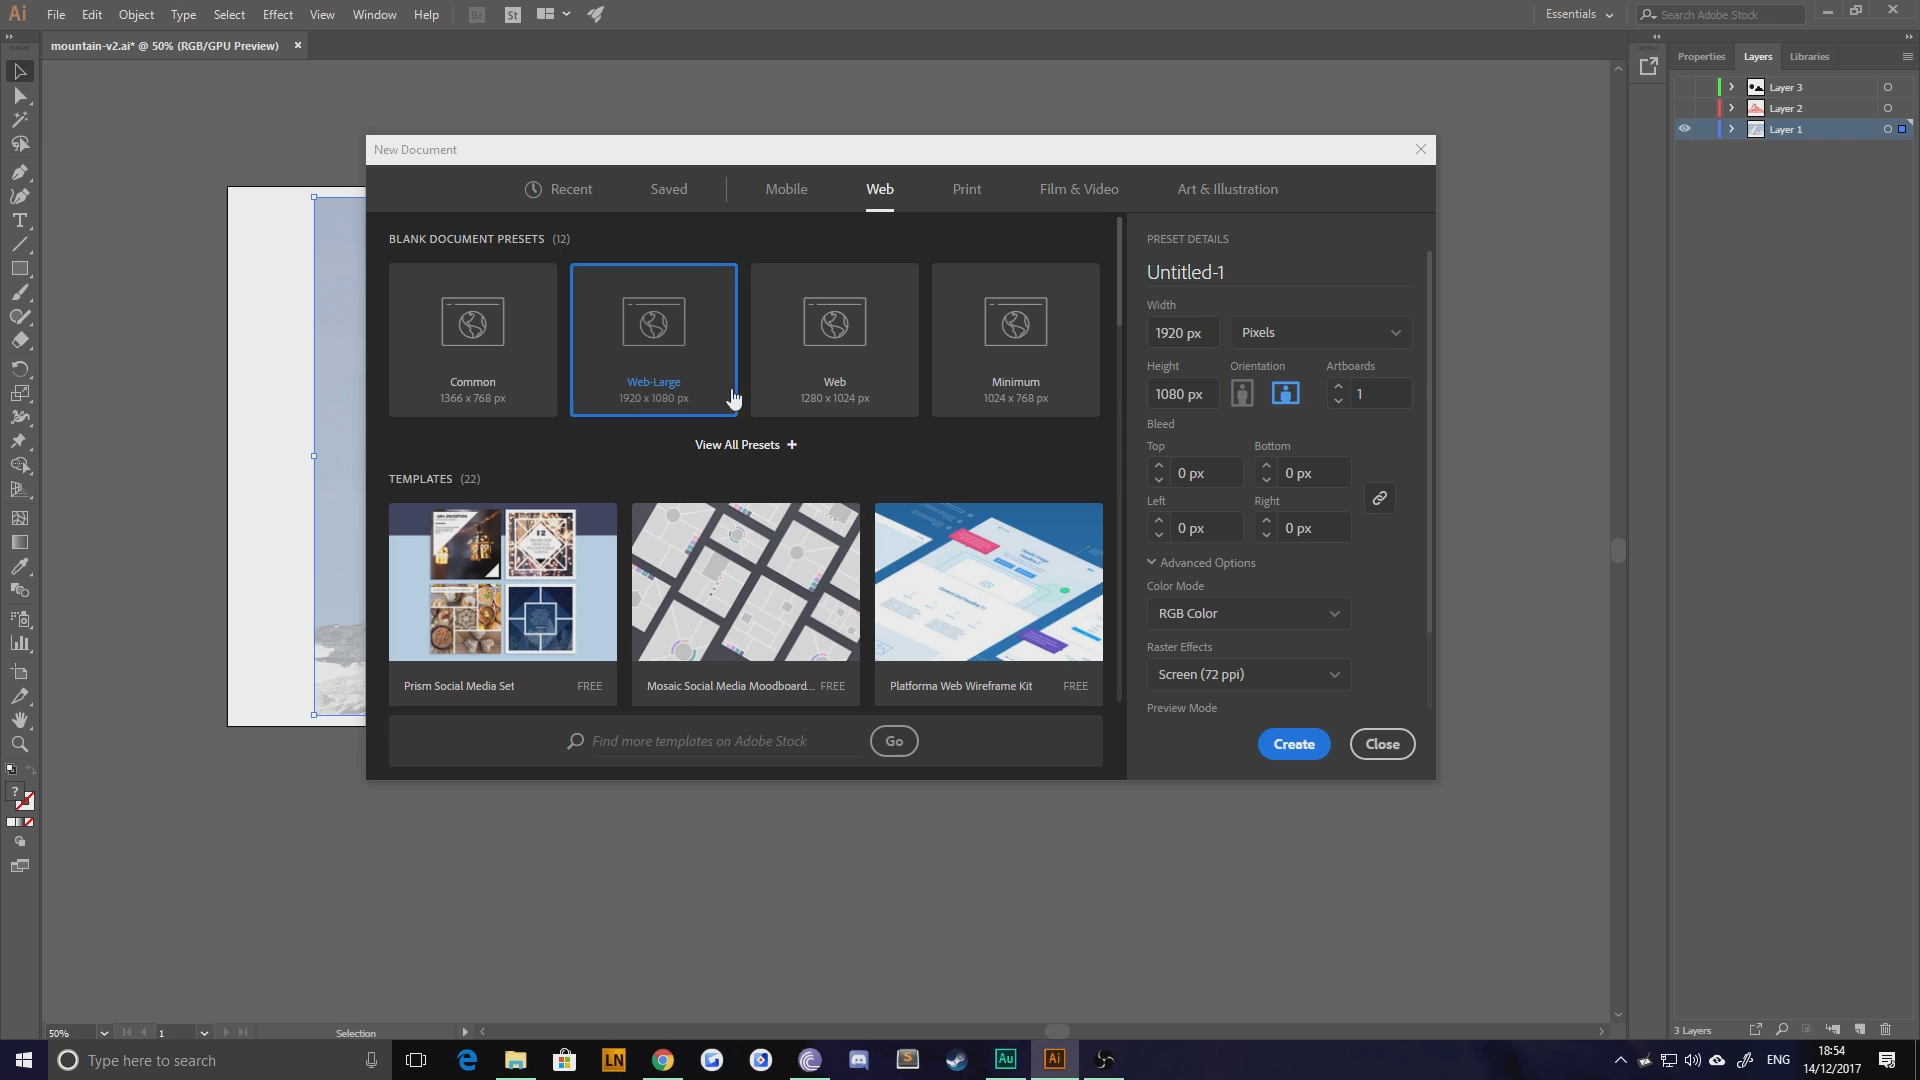 Ai File Edit Object Type Select Effect View Window Help Br St Essentials Search Adobe Stock
mountain-v2.ai* @ 50% (RGB/GPU Preview)
Properties Layers Libraries
Layer 3
Layer 2
Layer 1
3 Layers
New Document
Recent Saved Mobile Web Print Film & Video Art & Illustration
BLANK DOCUMENT PRESETS (12)
Common
1366 x 768 px
Web-Large
1920 x 1080 px
Web
1280 x 1024 px
Minimum
1024 x 768 px
View All Presets +
TEMPLATES (22)
Prism Social Media Set FREE
Mosaic Social Media Moodboard... FREE
Platforma Web Wireframe Kit FREE
Find more templates on Adobe Stock Go
PRESET DETAILS
Untitled-1
Width
1920 px Pixels
Height Orientation Artboards
1080 px 1
Bleed
Top Bottom
0 px 0 px
Left Right
0 px 0 px
Advanced Options
Color Mode
RGB Color
Raster Effects
Screen (72 ppi)
Preview Mode
Create Close
?
50% 1 Selection
Type here to search
LN Au Ai
ENG
18:54
14/12/2017